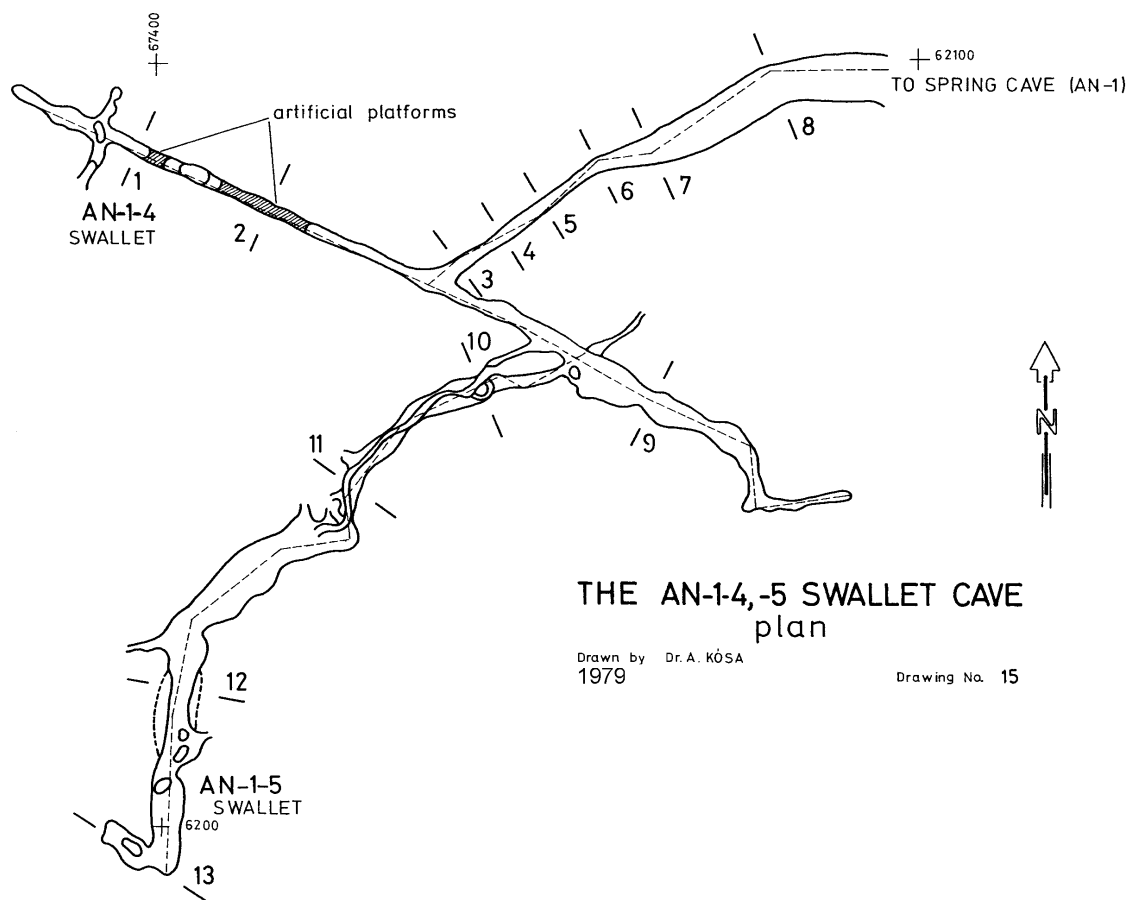 67400
62100
TO SPRING CAVE (AN-1)
artificial platforms
8
1
7
6
AN-1-4
SWALLET
2
5
4
3
10
9
11
N
THE AN-1-4,-5 SWALLET CAVE
plan
Drawn by Dr. A. KÓSA
1979
Drawing No. 15
12
AN-1-5
SWALLET
6200
13